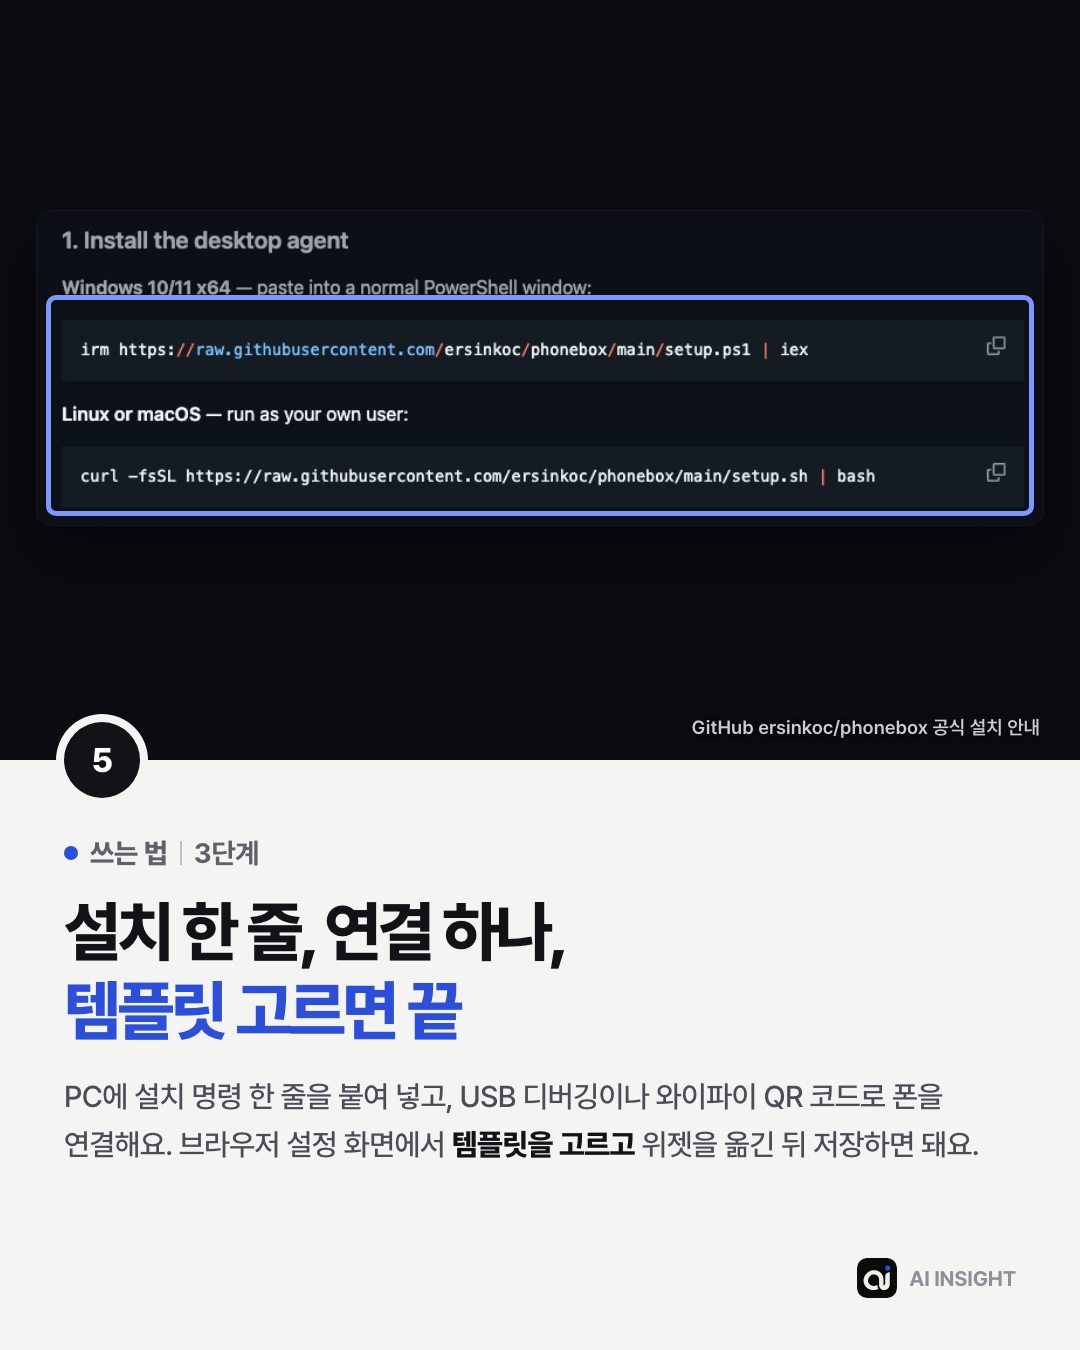 1. Install the desktop agent
Windows 10/11 x64 — paste into a normal PowerShell window:
irm https://raw.githubusercontent.com/ersinkoc/phonebox/main/setup.ps1 | iex
Linux or macOS — run as your own user:
curl -fsSL https://raw.githubusercontent.com/ersinkoc/phonebox/main/setup.sh | bash
GitHub ersinkoc/phonebox 공식 설치 안내
5
쓰는 법 | 3단계
설치 한 줄, 연결 하나,
템플릿 고르면 끝
PC에 설치 명령 한 줄을 붙여 넣고, USB 디버깅이나 와이파이 QR 코드로 폰을
연결해요. 브라우저 설정 화면에서 템플릿을 고르고 위젯을 옮긴 뒤 저장하면 돼요.
ai AI INSIGHT